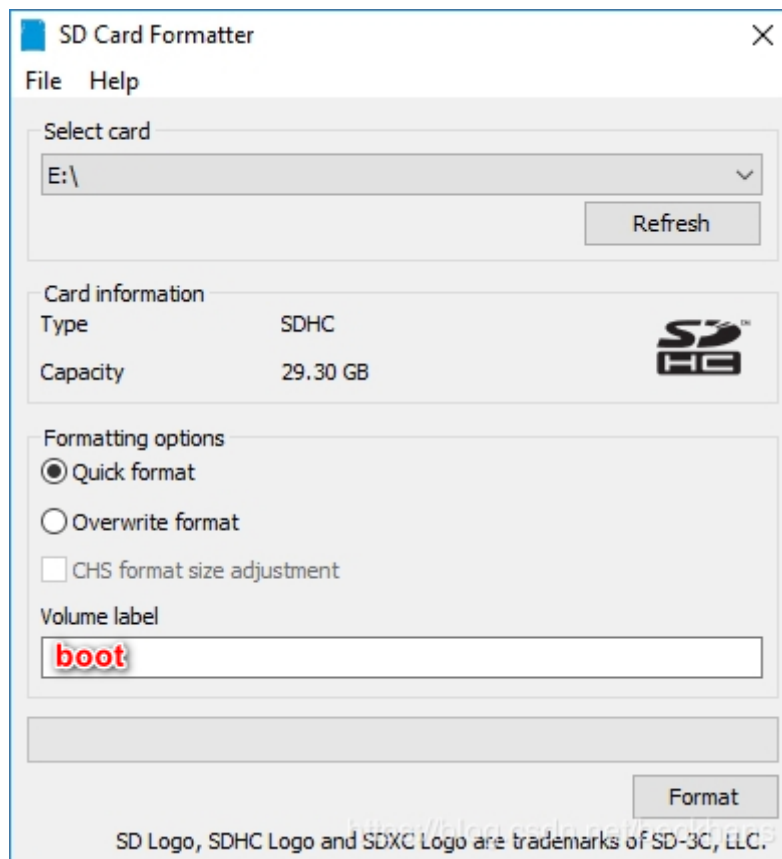 SD Card Formatter
File Help
Select card
E:\
Refresh
Card information
Type SDHC
Capacity 29.30 GB
SD HC ™
Formatting options
Quick format
Overwrite format
CHS format size adjustment
Volume label
boot
Format
SD Logo, SDHC Logo and SDXC Logo are trademarks of SD-3C, LLC.